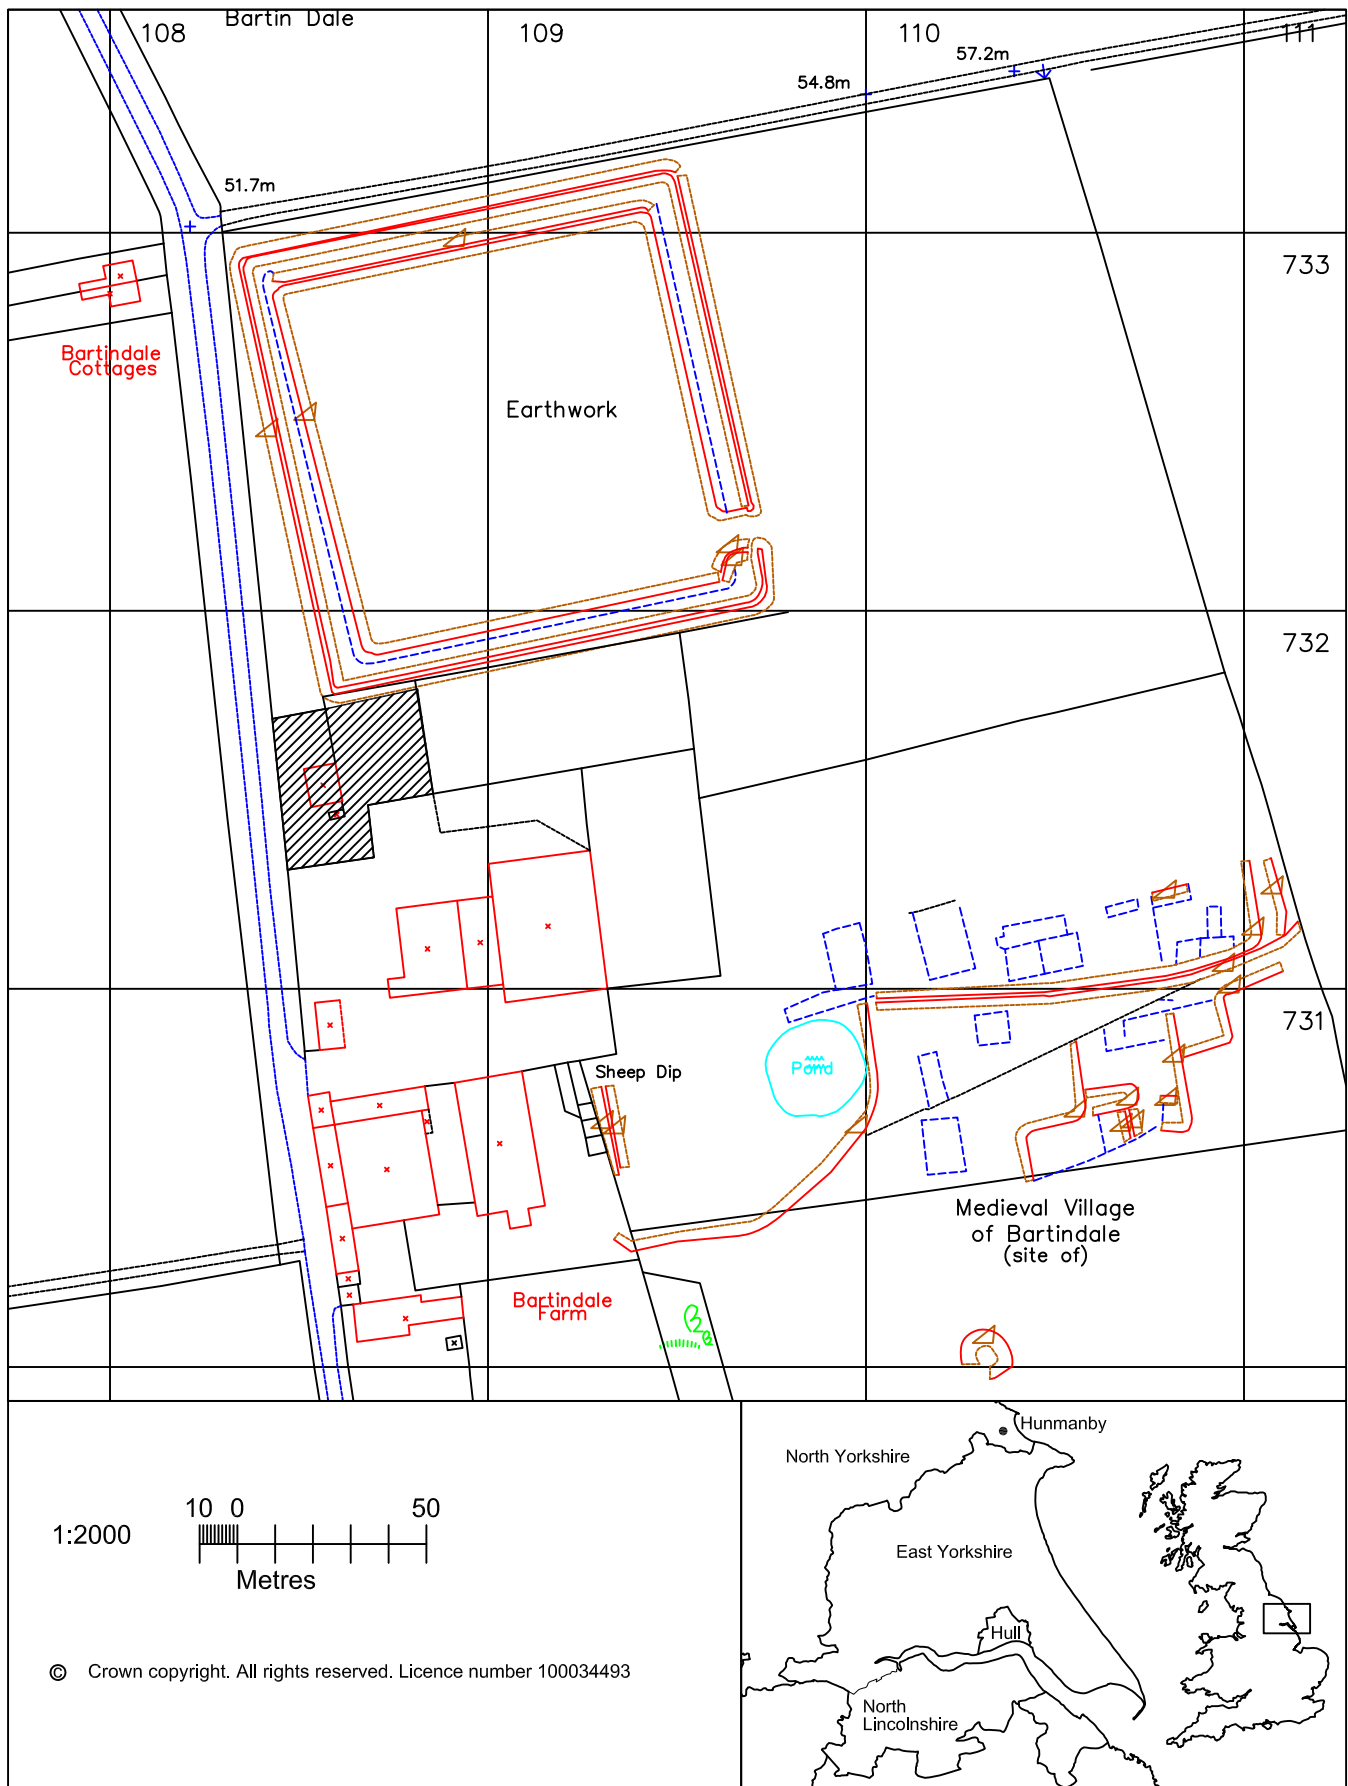 Bartin Dale
108
109
110
111
57.2m
54.8m
51.7m
733
Bartindale
Cottages
Earthwork
732
731
Sheep Dip
Pond
Medieval Village
of Bartindale
(site of)
Bartindale
Farm
Hunmanby
North Yorkshire
East Yorkshire
Hull
North
Lincolnshire
1:2000
10 0 50
Metres
© Crown copyright. All rights reserved. Licence number 100034493